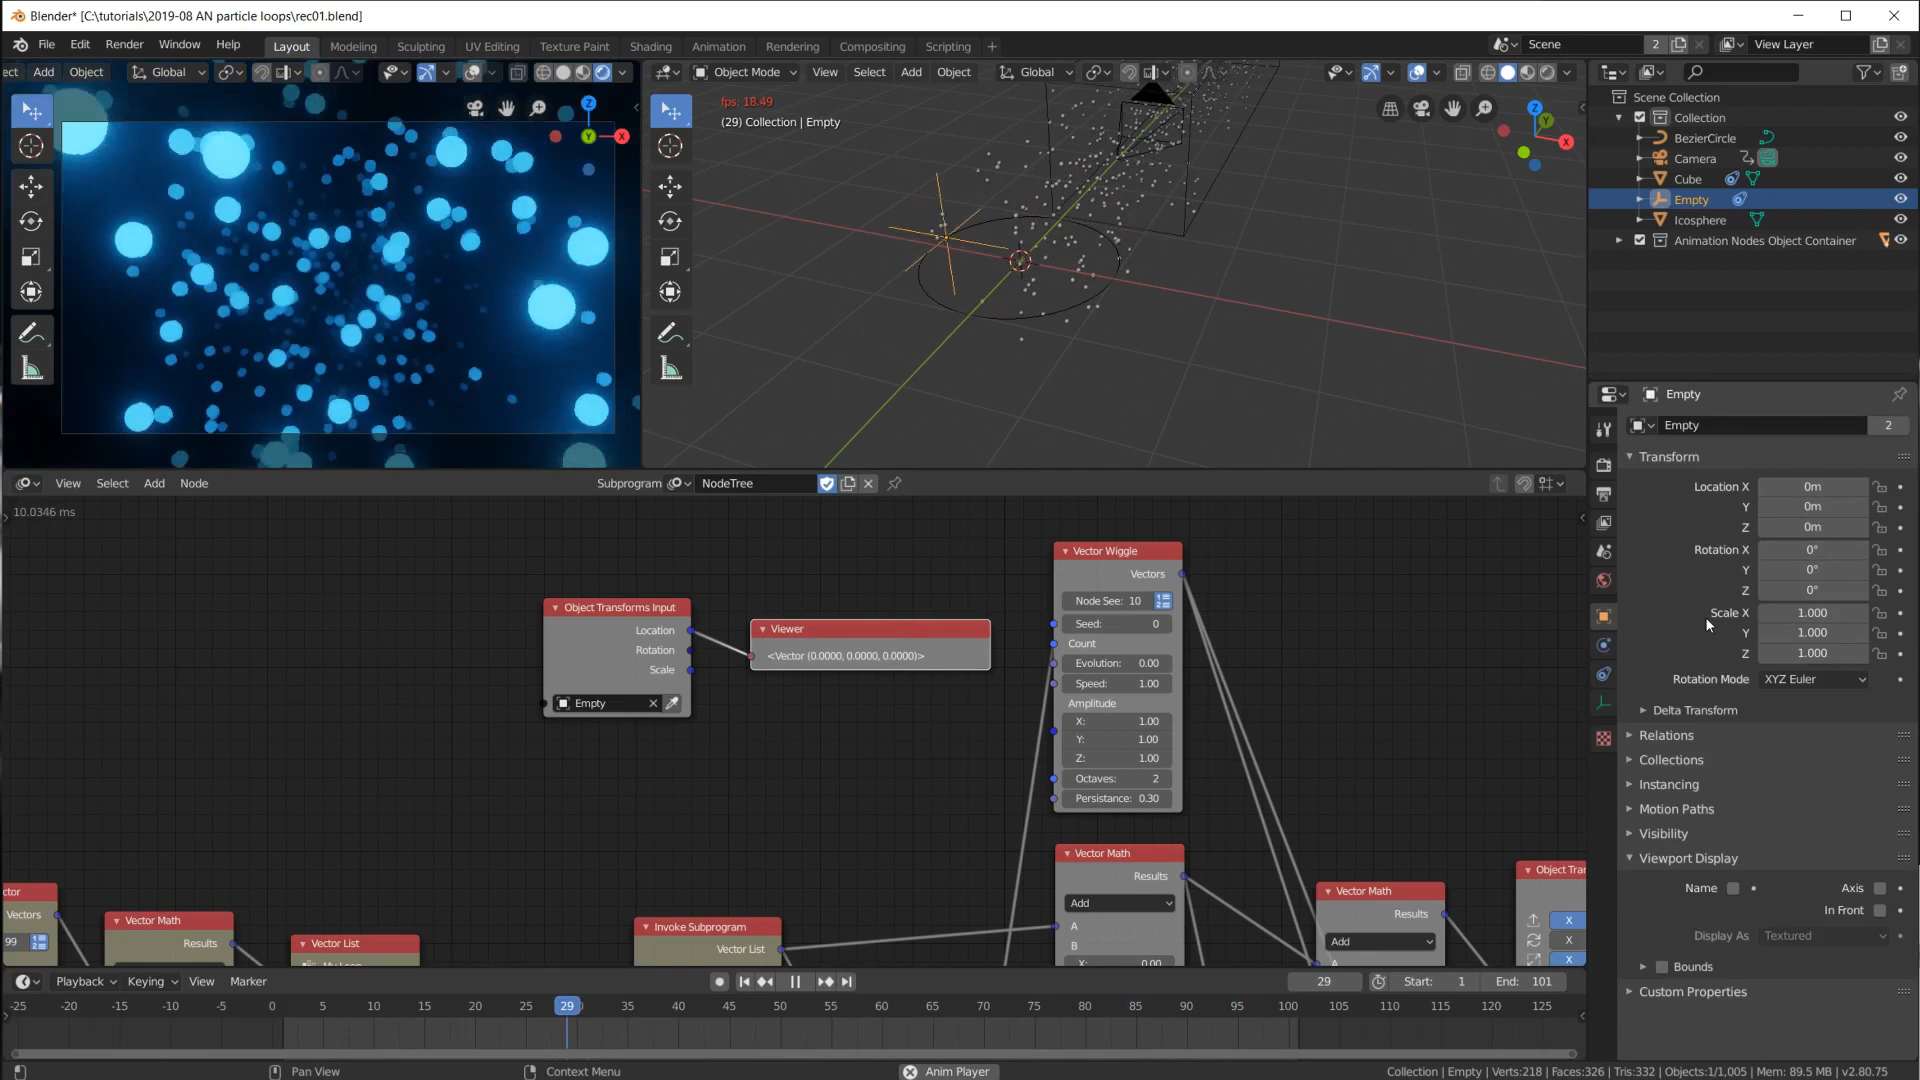 Blender* [C:\tutorials\2019-08 AN particle loops\rec01.blend]
File Edit Render Window Help Layout Modeling Sculpting UV Editing Texture Paint Shading Animation Rendering Compositing Scripting + Scene 2 View Layer
ect Add Object Global Object Mode View Select Add Object Global
fps: 18.49
(29) Collection | Empty
Z
X
Y
Z
Y
X
Scene Collection
Collection
BezierCircle
Camera
Cube
Empty
Icosphere
Animation Nodes Object Container
Empty
Empty 2
Transform
Location X 0m
Y 0m
Z 0m
Rotation X 0°
Y 0°
Z 0°
Scale X 1.000
Y 1.000
Z 1.000
Rotation Mode XYZ Euler
Delta Transform
Relations
Collections
Instancing
Motion Paths
Visibility
Viewport Display
Name Axis
In Front
Display As Textured
Bounds
Custom Properties
View Select Add Node Subprogram NodeTree
10.0346 ms
Object Transforms Input
Location
Rotation
Scale
Empty
Viewer
<Vector (0.0000, 0.0000, 0.0000)>
Vector Wiggle
Vectors
Node See: 10
Seed: 0
Count
Evolution: 0.00
Speed: 1.00
Amplitude
X: 1.00
Y: 1.00
Z: 1.00
Octaves: 2
Persistance: 0.30
Vector Math
Results
Add
A
B
X: 0.00
Vector Math
Results
Add
A
Object Tran
X
X
X
ctor
Vectors
99
Vector Math
Results
Vector List
My Loop
Invoke Subprogram
Vector List
Playback Keying View Marker 29 Start: 1 End: 101
-25 -20 -15 -10 -5 0 5 10 15 20 25 29 35 40 45 50 55 60 65 70 75 80 85 90 95 100 105 110 115 120 125
Pan View Context Menu Anim Player Collection | Empty | Verts:218 | Faces:326 | Tris:332 | Objects:1/1,005 | Mem: 89.5 MB | v2.80.75